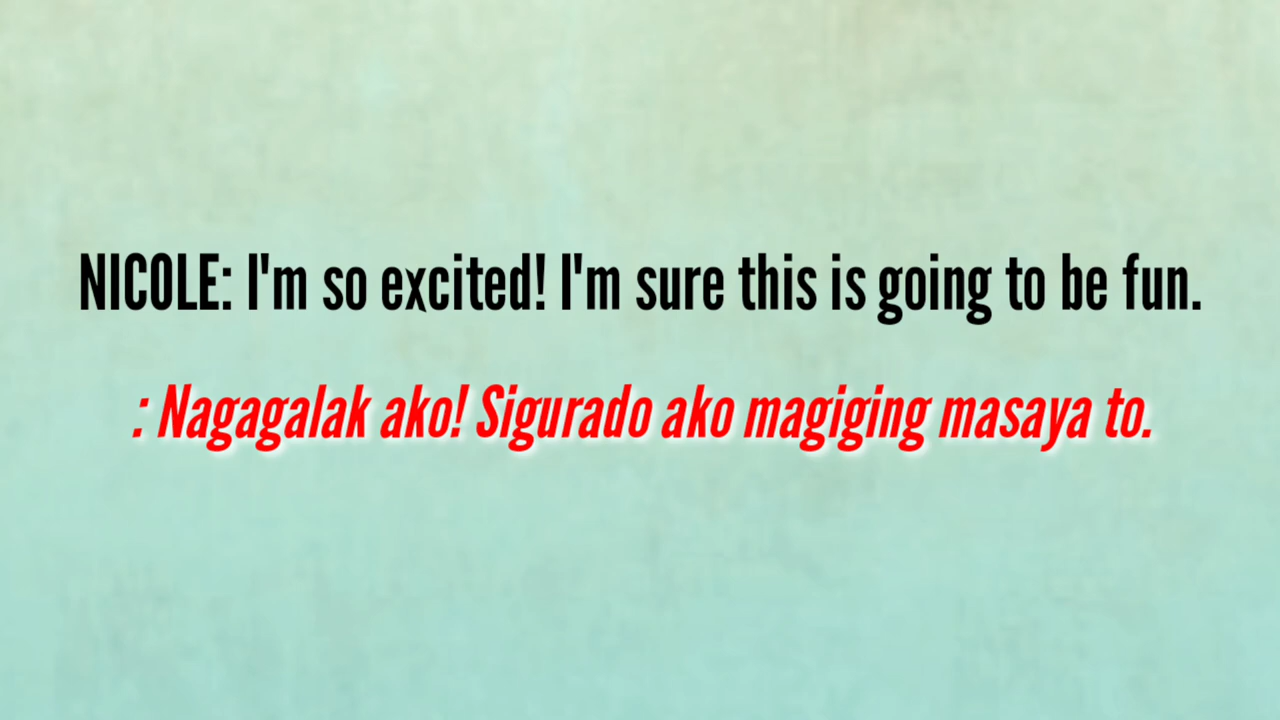 NICOLE: I'm so excited! I'm sure this is going to be fun.
: Nagagalak ako! Sigurado ako magiging masaya to.